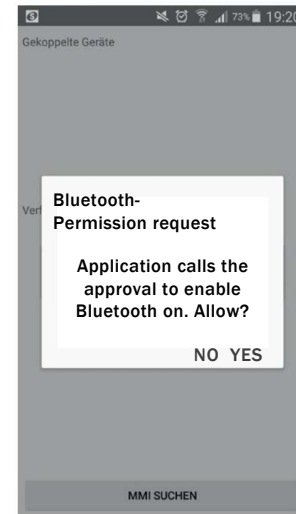 73% 19:20
Gekoppelte Geräte
Verf
Bluetooth-
Permission request
Application calls the
approval to enable
Bluetooth on. Allow?
NO YES
MMI SUCHEN